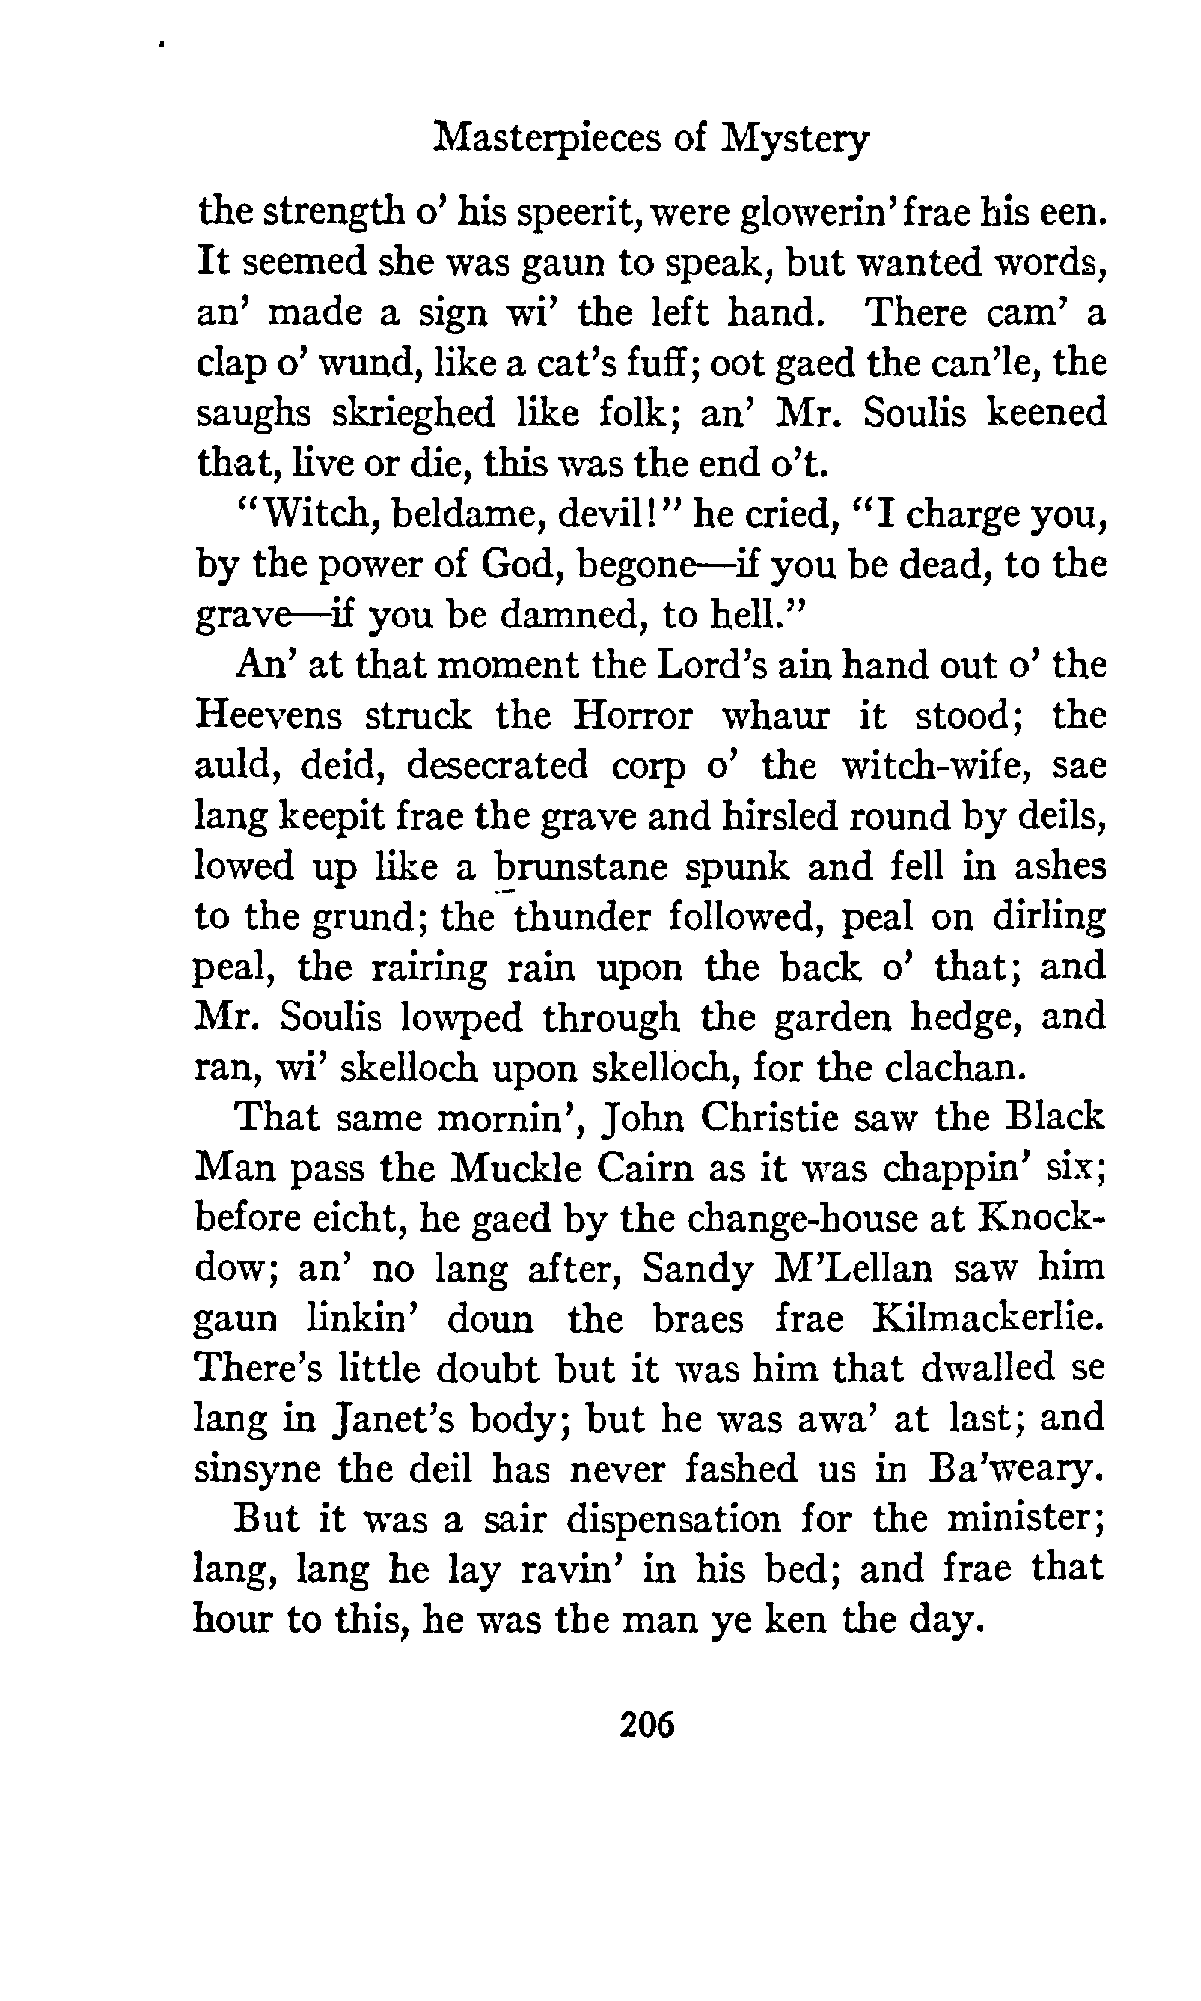 Masterpieces of Mystery
the strength o' his speerit, were glowerin' frae his een.
It seemed she was gaun to speak, but wanted words,
an' made a sign wi' the left hand. There cam' a
clap o' wund, like a cat's fuff; oot gaed the can'le, the
saughs skrieghed like folk; an' Mr. Soulis keened
that, live or die, this was the end o't.
"Witch, beldame, devil!" he cried, "I charge you,
by the power of God, begone—if you be dead, to the
grave—if you be damned, to hell."
An' at that moment the Lord's ain hand out o' the
Heevens struck the Horror whaur it stood; the
auld, deid, desecrated corp o' the witch-wife, sae
lang keepit frae the grave and hirsled round by deils,
lowed up like a brunstane spunk and fell in ashes
to the grund; the thunder followed, peal on dirling
peal, the rairing rain upon the back o' that; and
Mr. Soulis lowped through the garden hedge, and
ran, wi' skelloch upon skelloch, for the clachan.
That same mornin', John Christie saw the Black
Man pass the Muckle Cairn as it was chappin' six;
before eicht, he gaed by the change-house at Knock-
dow; an' no lang after, Sandy M'Lellan saw him
gaun linkin' doun the braes frae Kilmackerlie.
There's little doubt but it was him that dwalled se
lang in Janet's body; but he was awa' at last; and
sinsyne the deil has never fashed us in Ba'weary.
But it was a sair dispensation for the minister;
lang, lang he lay ravin' in his bed; and frae that
hour to this, he was the man ye ken the day.
206